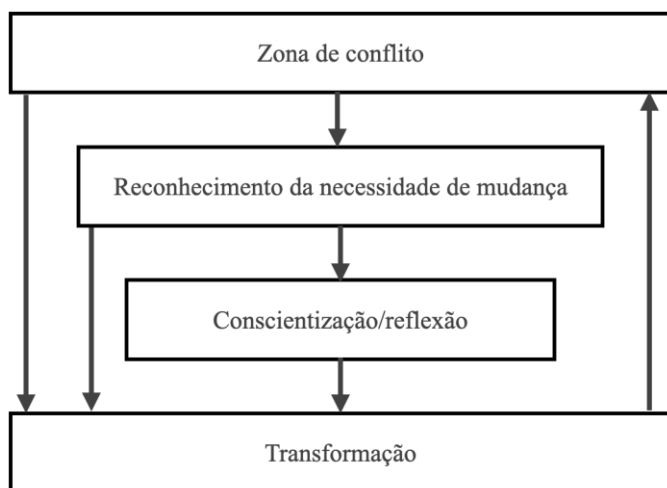 Zona de conflito
Reconhecimento da necessidade de mudança
Conscientização/reflexão
Transformação